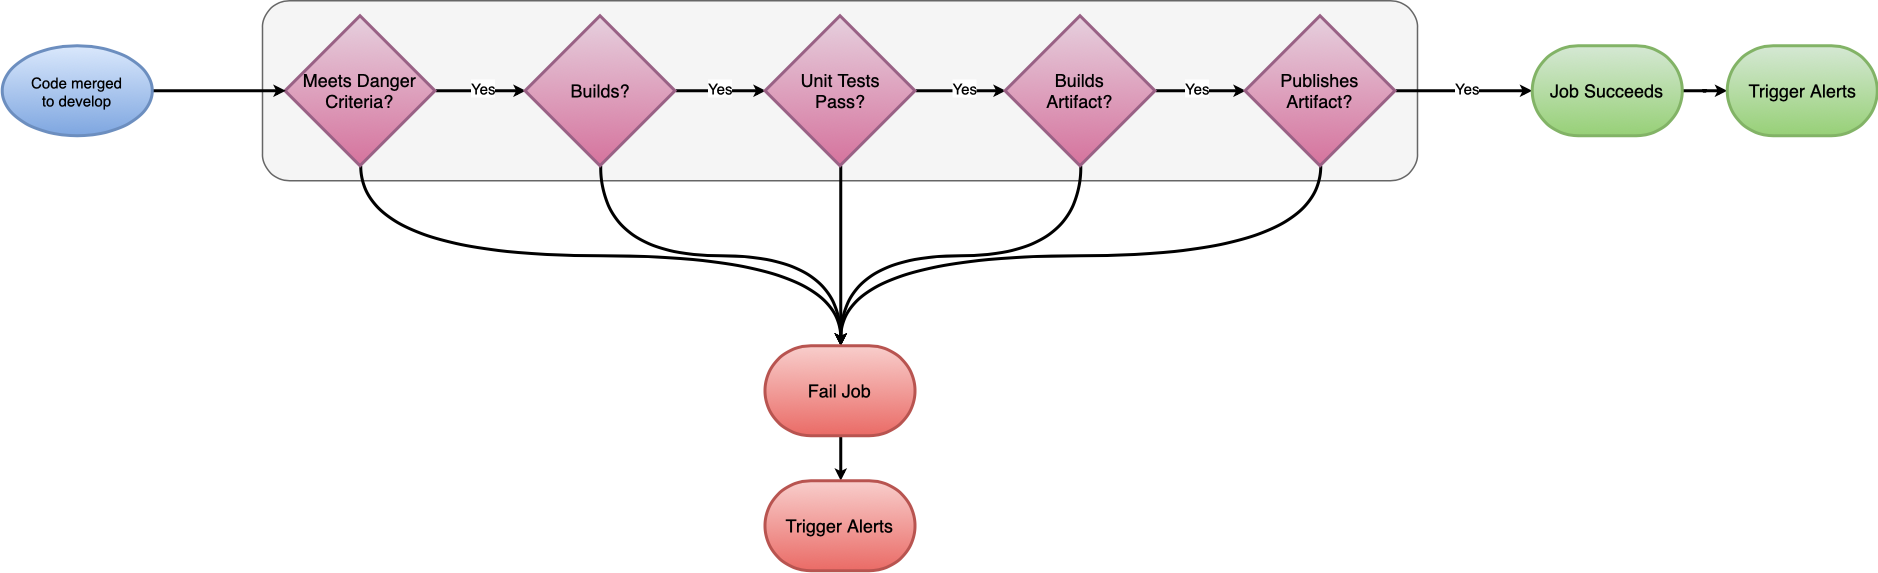 Code merged
to develop
Meets Danger
Criteria?
Yes
Builds?
Yes
Unit Tests
Pass?
Yes
Builds
Artifact?
Yes
Publishes
Artifact?
Yes
Job Succeeds
Trigger Alerts
Fail Job
Trigger Alerts